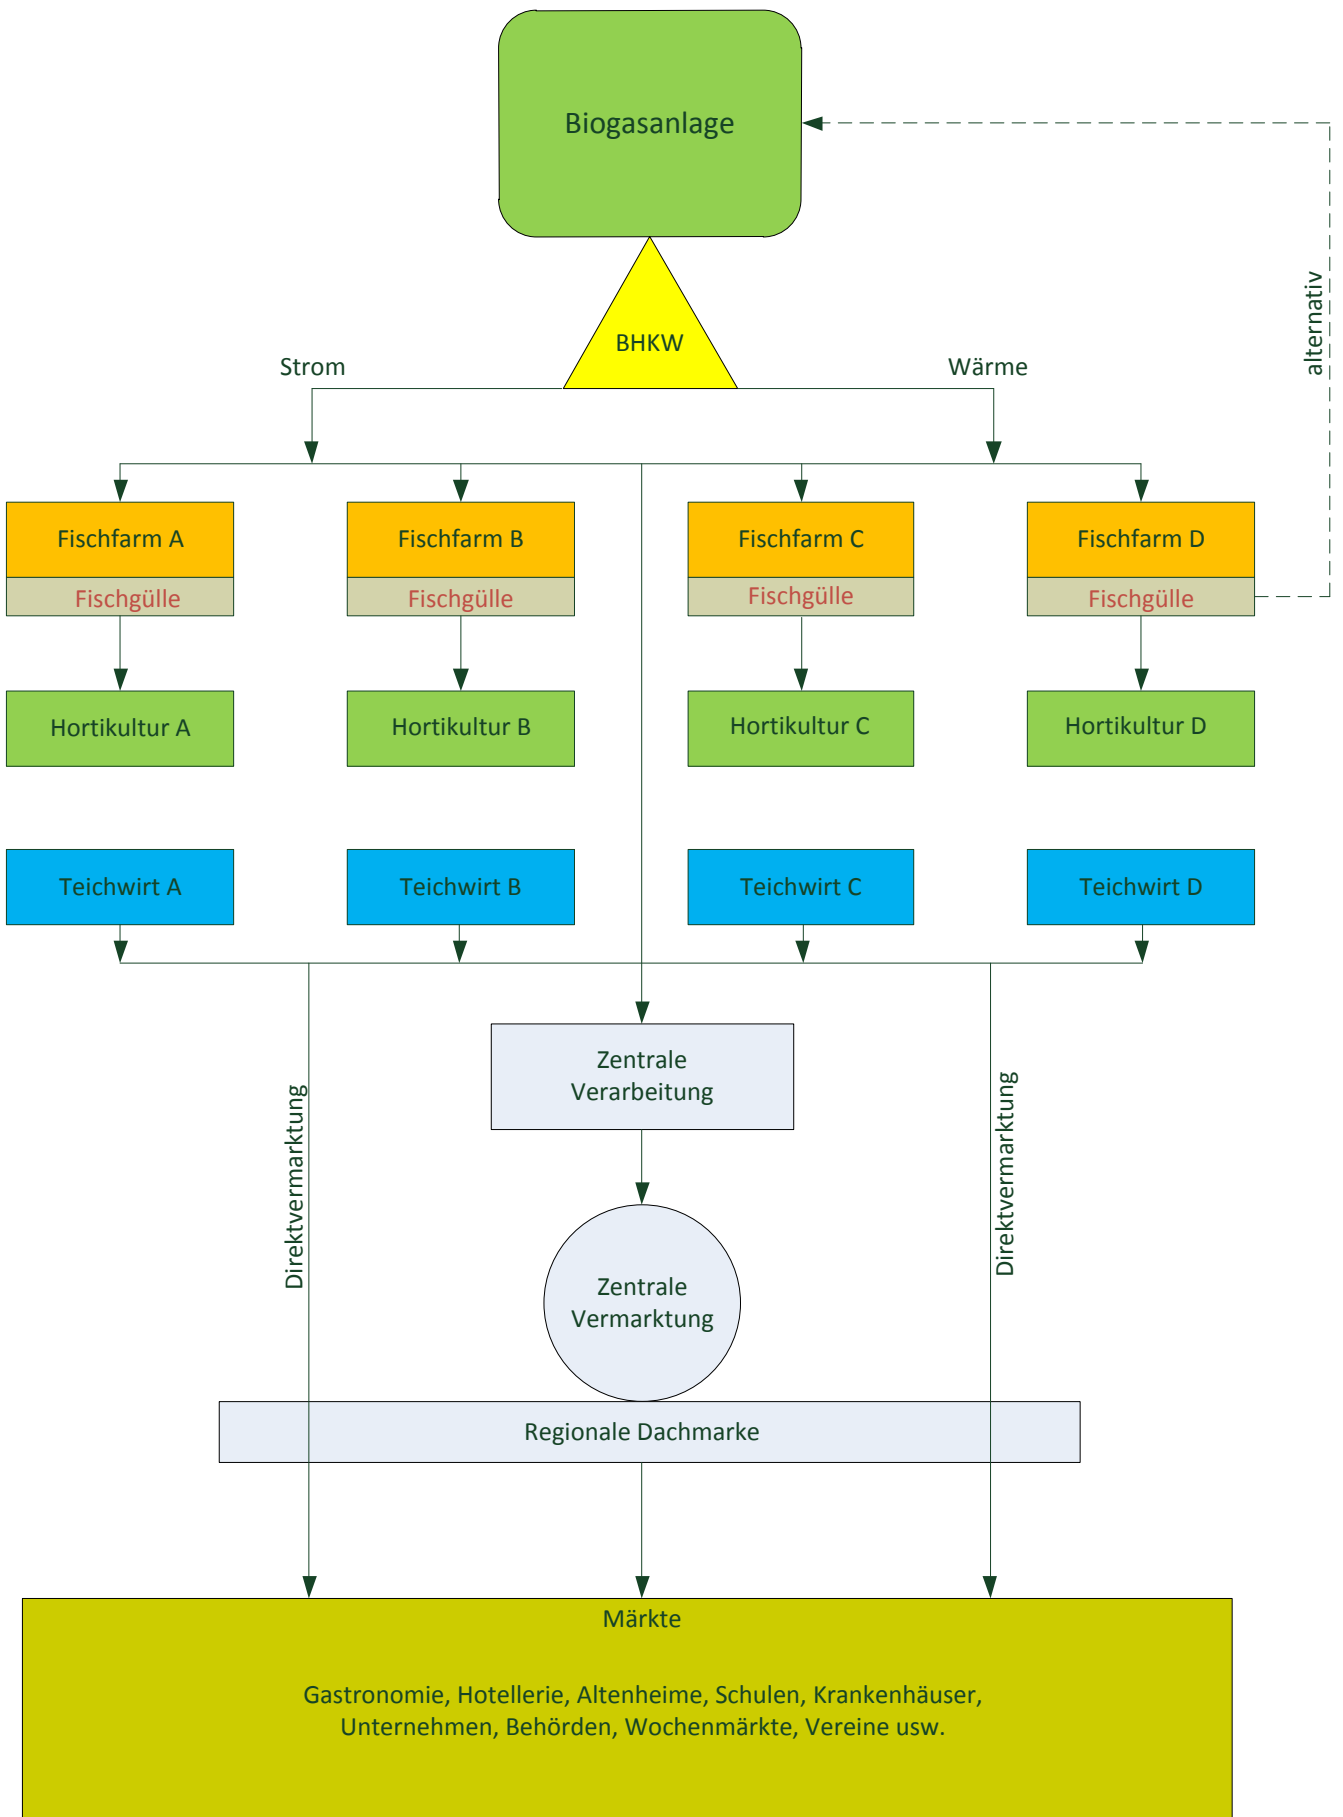 Biogasanlage
alternativ
BHKW
Strom
Wärme
Fischfarm A
Fischfarm B
Fischfarm C
Fischfarm D
Fischgülle
Fischgülle
Fischgülle
Fischgülle
Hortikultur A
Hortikultur B
Hortikultur C
Hortikultur D
Teichwirt A
Teichwirt B
Teichwirt C
Teichwirt D
Zentrale
Verarbeitung
Direktvermarktung
Direktvermarktung
Zentrale
Vermarktung
Regionale Dachmarke
Märkte
Gastronomie, Hotellerie, Altenheime, Schulen, Krankenhäuser,
Unternehmen, Behörden, Wochenmärkte, Vereine usw.